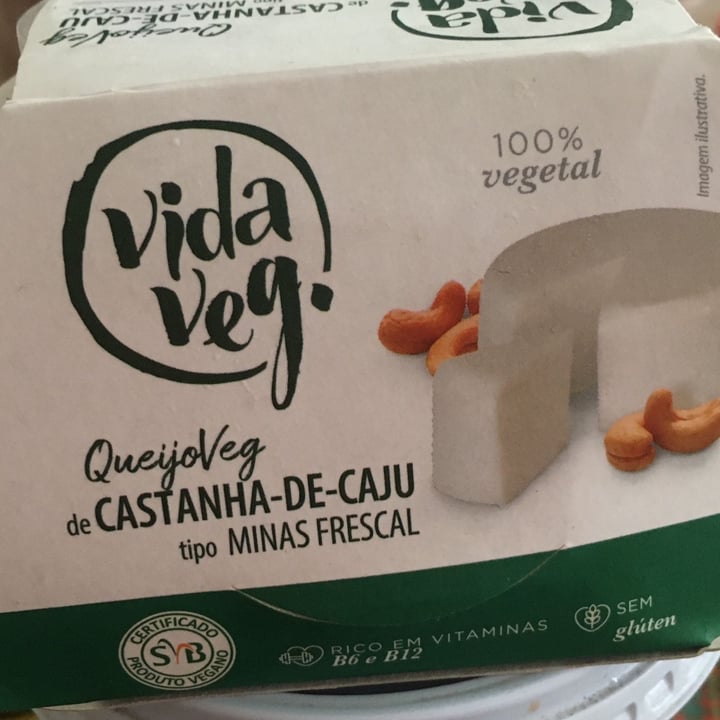 de CASTANHA-DE-CAJU
tipo MINAS FRESCAL
QueijoVeg
vida
veg.
vida
veg.
100%
vegetal
Imagem ilustrativa.
QueijoVeg
de CASTANHA-DE-CAJU
tipo MINAS FRESCAL
CERTIFICADO
SVB
PRODUTO VEGANO
RICO EM VITAMINAS
B6 e B12
SEM
glúten